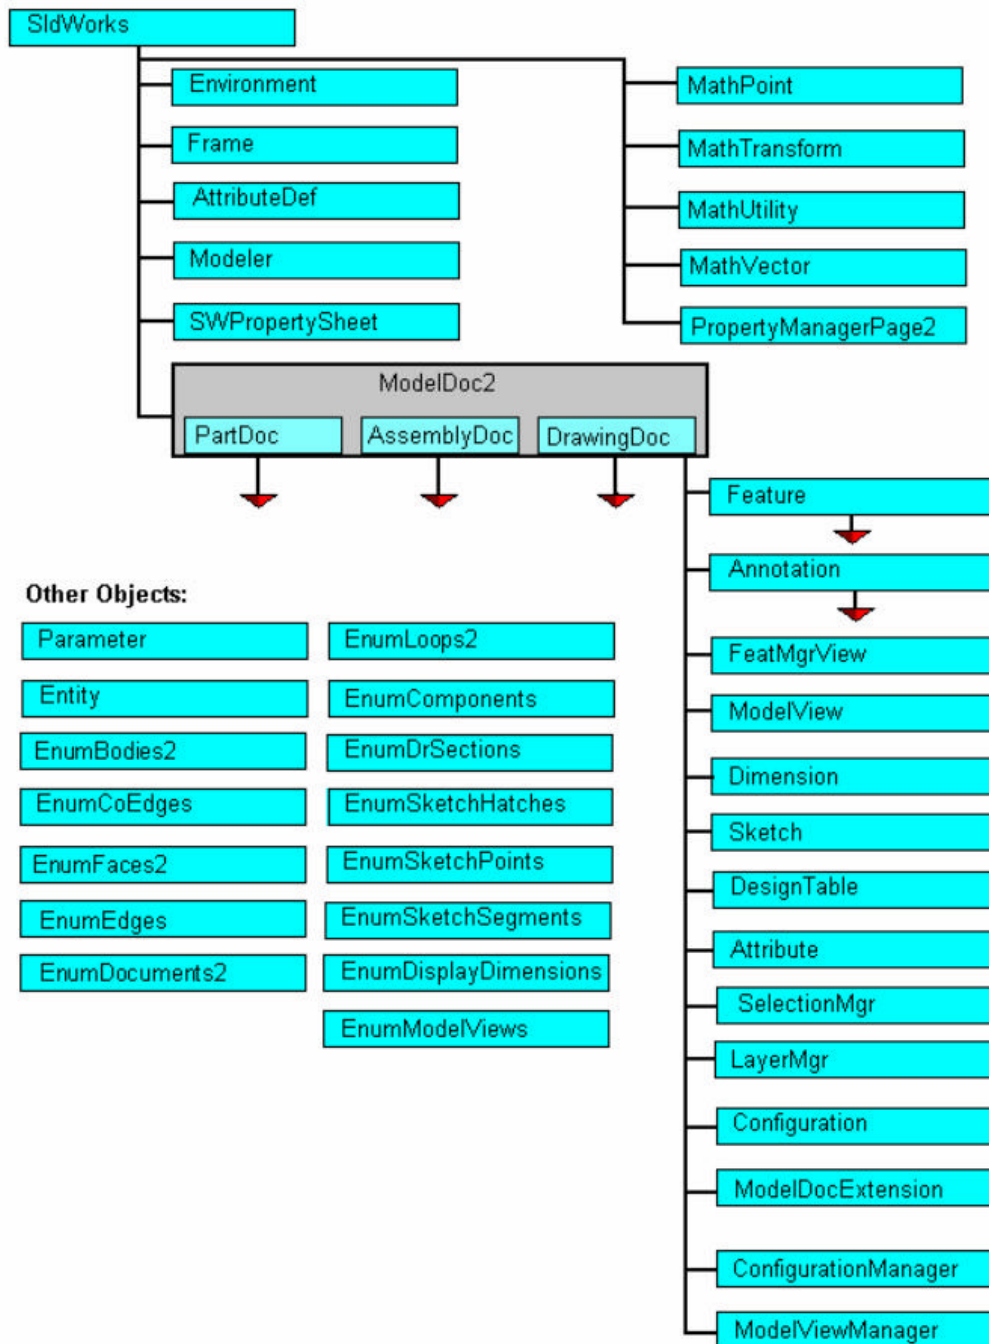 SldWorks
Environment
Frame
AttributeDef
Modeler
SWPropertySheet
MathPoint
MathTransform
MathUtility
MathVector
PropertyManagerPage2
ModelDoc2
PartDoc
AssemblyDoc
DrawingDoc
Feature
Annotation
FeatMgrView
ModelView
Dimension
Sketch
DesignTable
Attribute
SelectionMgr
LayerMgr
Configuration
ModelDocExtension
ConfigurationManager
ModelViewManager
Other Objects:
Parameter
Entity
EnumBodies2
EnumCoEdges
EnumFaces2
EnumEdges
EnumDocuments2
EnumLoops2
EnumComponents
EnumDrSections
EnumSketchHatches
EnumSketchPoints
EnumSketchSegments
EnumDisplayDimensions
EnumModelViews